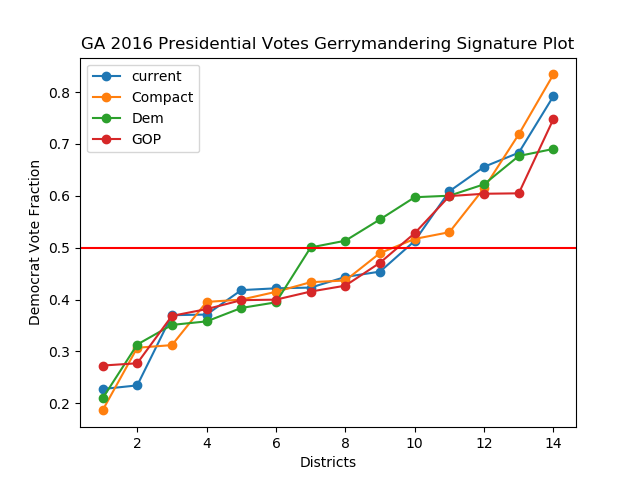 GA 2016 Presidential Votes Gerrymandering Signature Plot
current
Compact
Dem
GOP
Democrat Vote Fraction
0.8
0.7
0.6
0.5
0.4
0.3
0.2
2 4 6 8 10 12 14
Districts